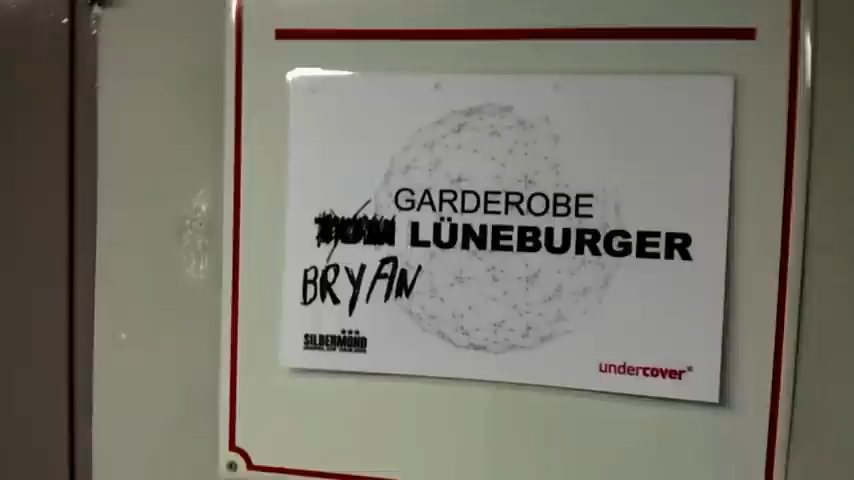 GARDEROBE
LÜNEBURGER
BRYAN
SILBERMOND
undercover